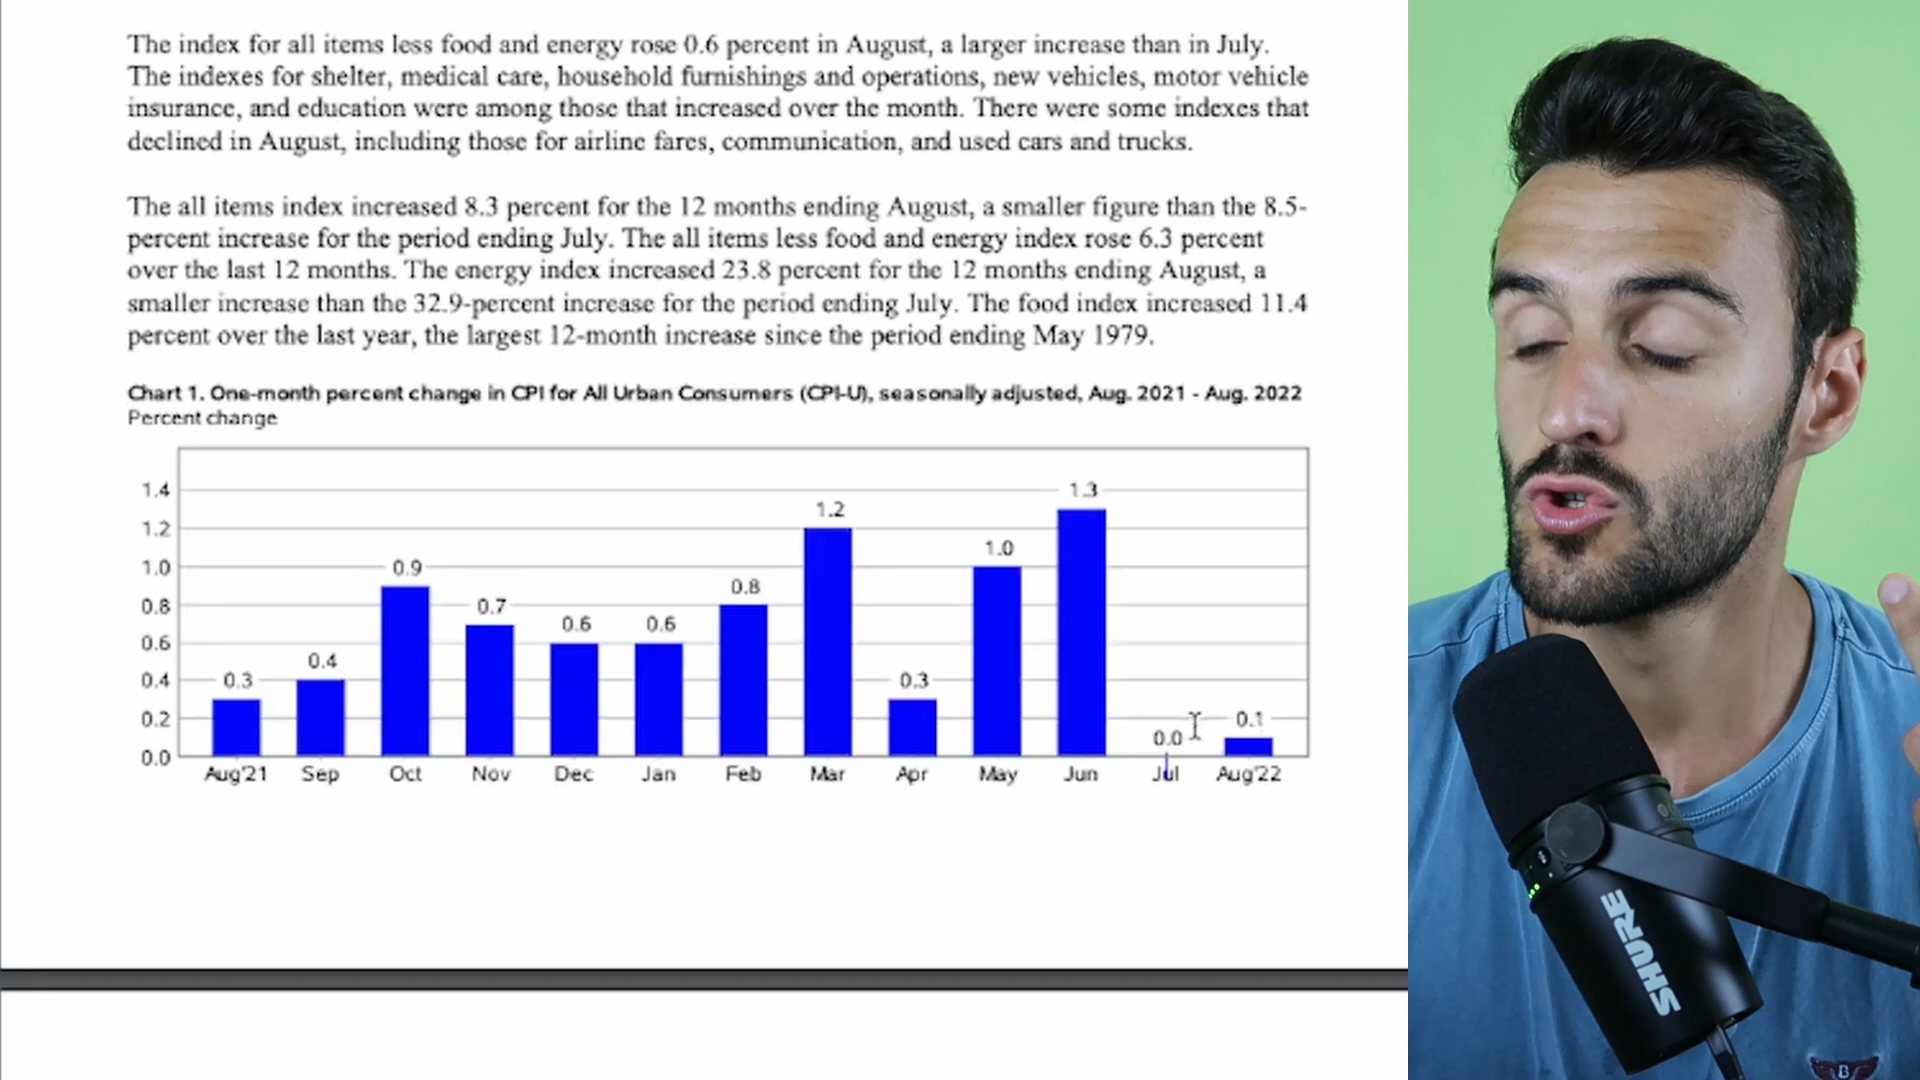 The index for all items less food and energy rose 0.6 percent in August, a larger increase than in July.
The indexes for shelter, medical care, household furnishings and operations, new vehicles, motor vehicle
insurance, and education were among those that increased over the month. There were some indexes that
declined in August, including those for airline fares, communication, and used cars and trucks.
The all items index increased 8.3 percent for the 12 months ending August, a smaller figure than the 8.5-
percent increase for the period ending July. The all items less food and energy index rose 6.3 percent
over the last 12 months. The energy index increased 23.8 percent for the 12 months ending August, a
smaller increase than the 32.9-percent increase for the period ending July. The food index increased 11.4
percent over the last year, the largest 12-month increase since the period ending May 1979.
Chart 1. One-month percent change in CPI for All Urban Consumers (CPI-U), seasonally adjusted, Aug. 2021 - Aug. 2022
Percent change
1.4
1.2
1.0
0.8
0.6
0.4
0.2
0.0
0.3 0.4 0.9 0.7 0.6 0.6 0.8 1.2 0.3 1.0 1.3 0.0 0.1
Aug'21 Sep Oct Nov Dec Jan Feb Mar Apr May Jun Jul Aug'22
SHURE
B